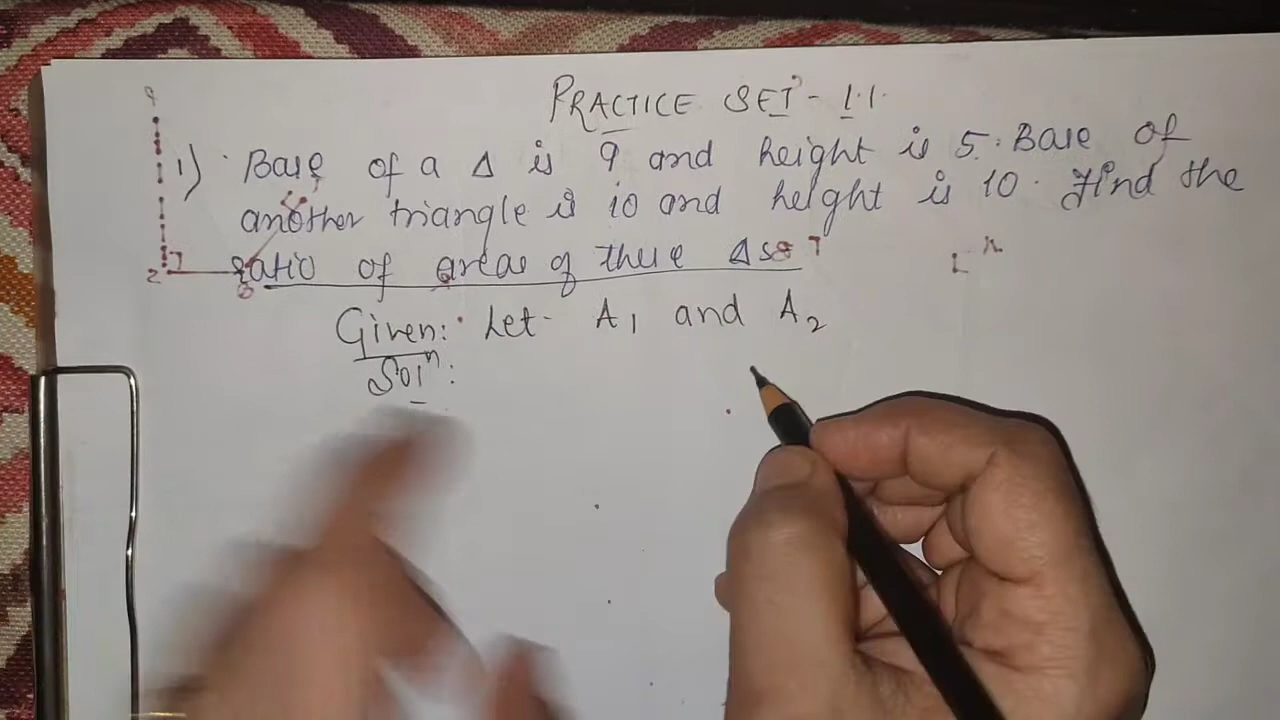 PRACTICE SET - 1.1.
1) Base of a Δ is 9 and height is 5. Base of
another triangle is 10 and height is 10. Find the
ratio of areas of these Δs
Given: Let A1 and A2
Solⁿ: